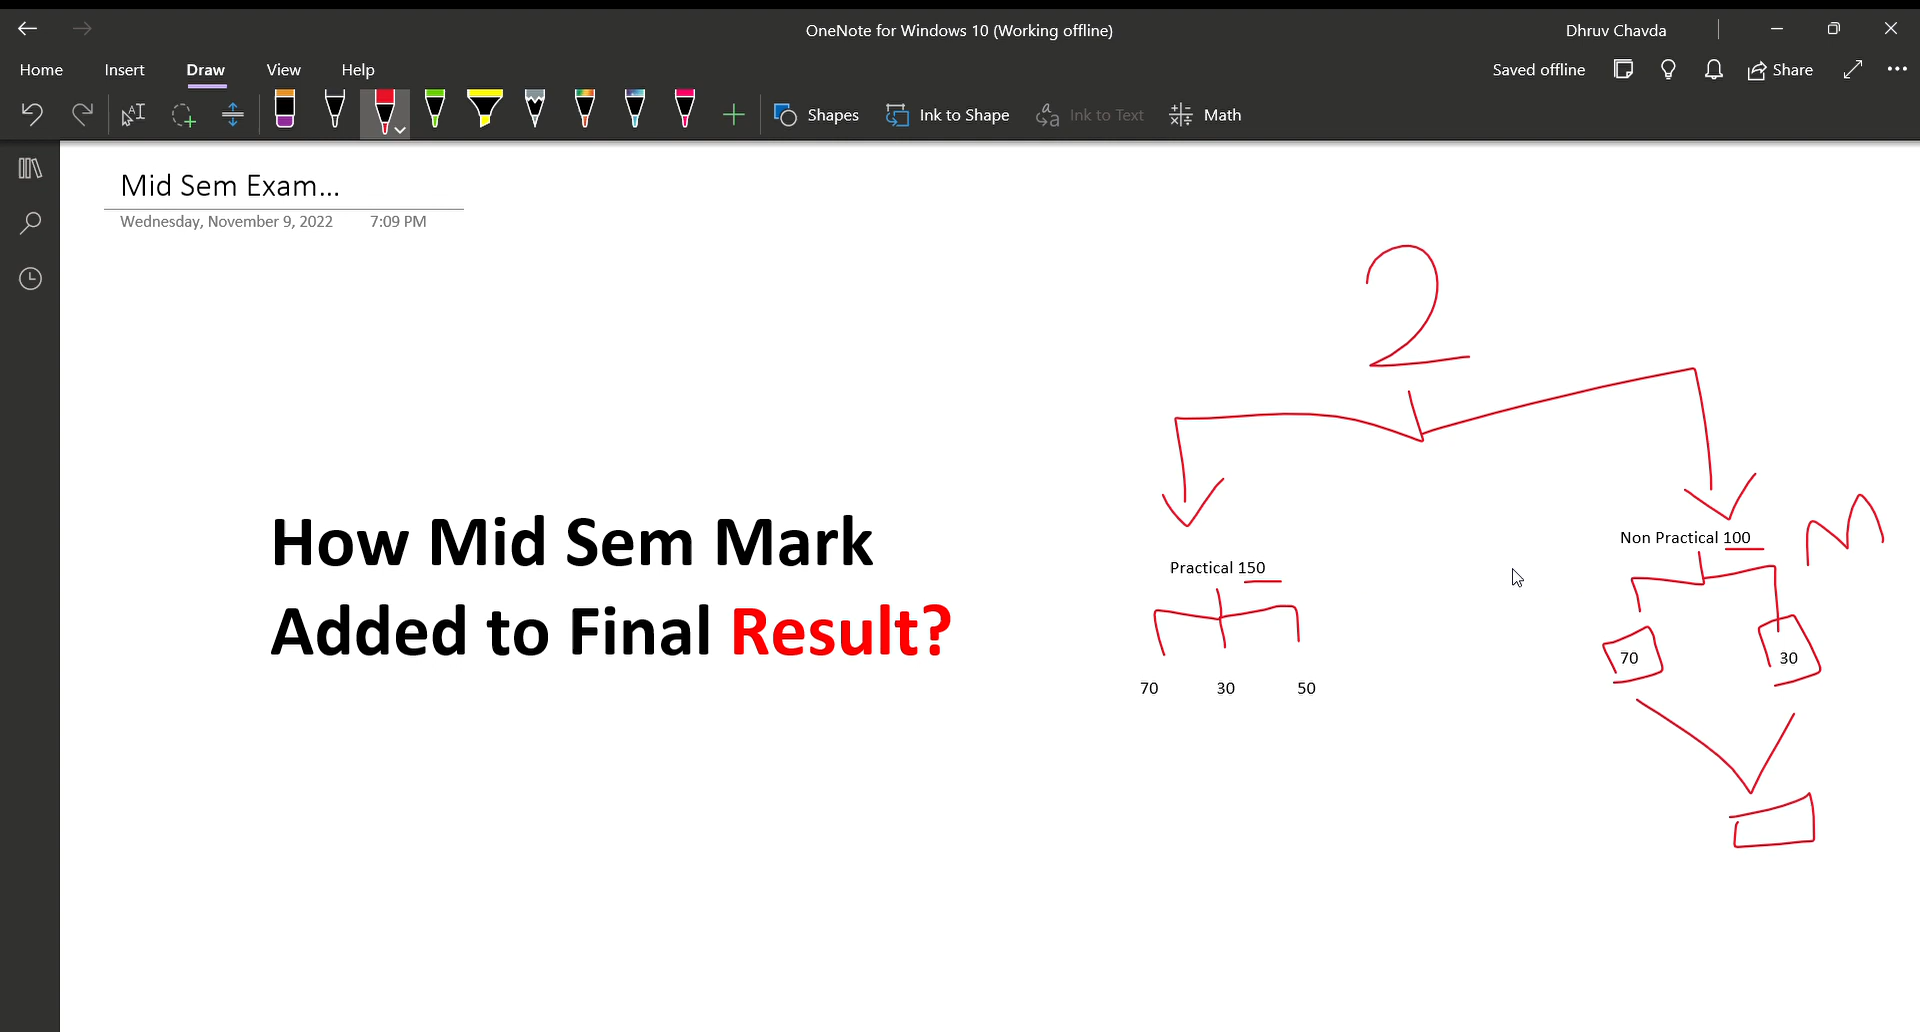 OneNote for Windows 10 (Working offline)
Dhruv Chavda
Home Insert Draw View Help
Saved offline
Share
Shapes
Ink to Shape
Ink to Text
Math
Mid Sem Exam...
Wednesday, November 9, 2022 7:09 PM
2
How Mid Sem Mark
Added to Final Result?
Practical 150
70 30 50
Non Practical 100
M
70 30